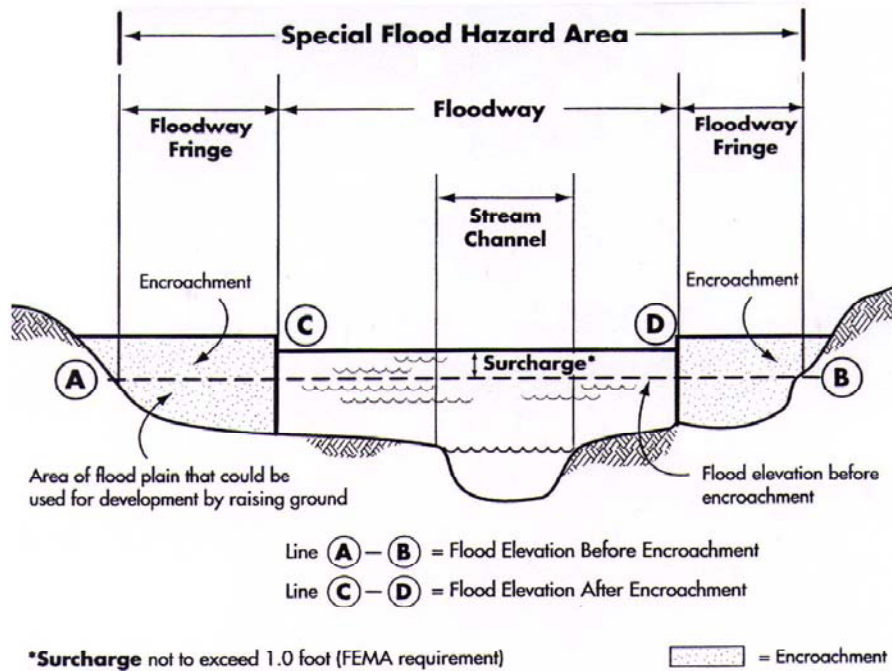 Special Flood Hazard Area
Floodway
Fringe
Floodway
Floodway
Fringe
Stream
Channel
Encroachment
Encroachment
C
D
Surcharge*
A
B
Area of flood plain that could be
used for development by raising ground
Flood elevation before
encroachment
Line A – B = Flood Elevation Before Encroachment
Line C – D = Flood Elevation After Encroachment
*Surcharge not to exceed 1.0 foot (FEMA requirement)
= Encroachment